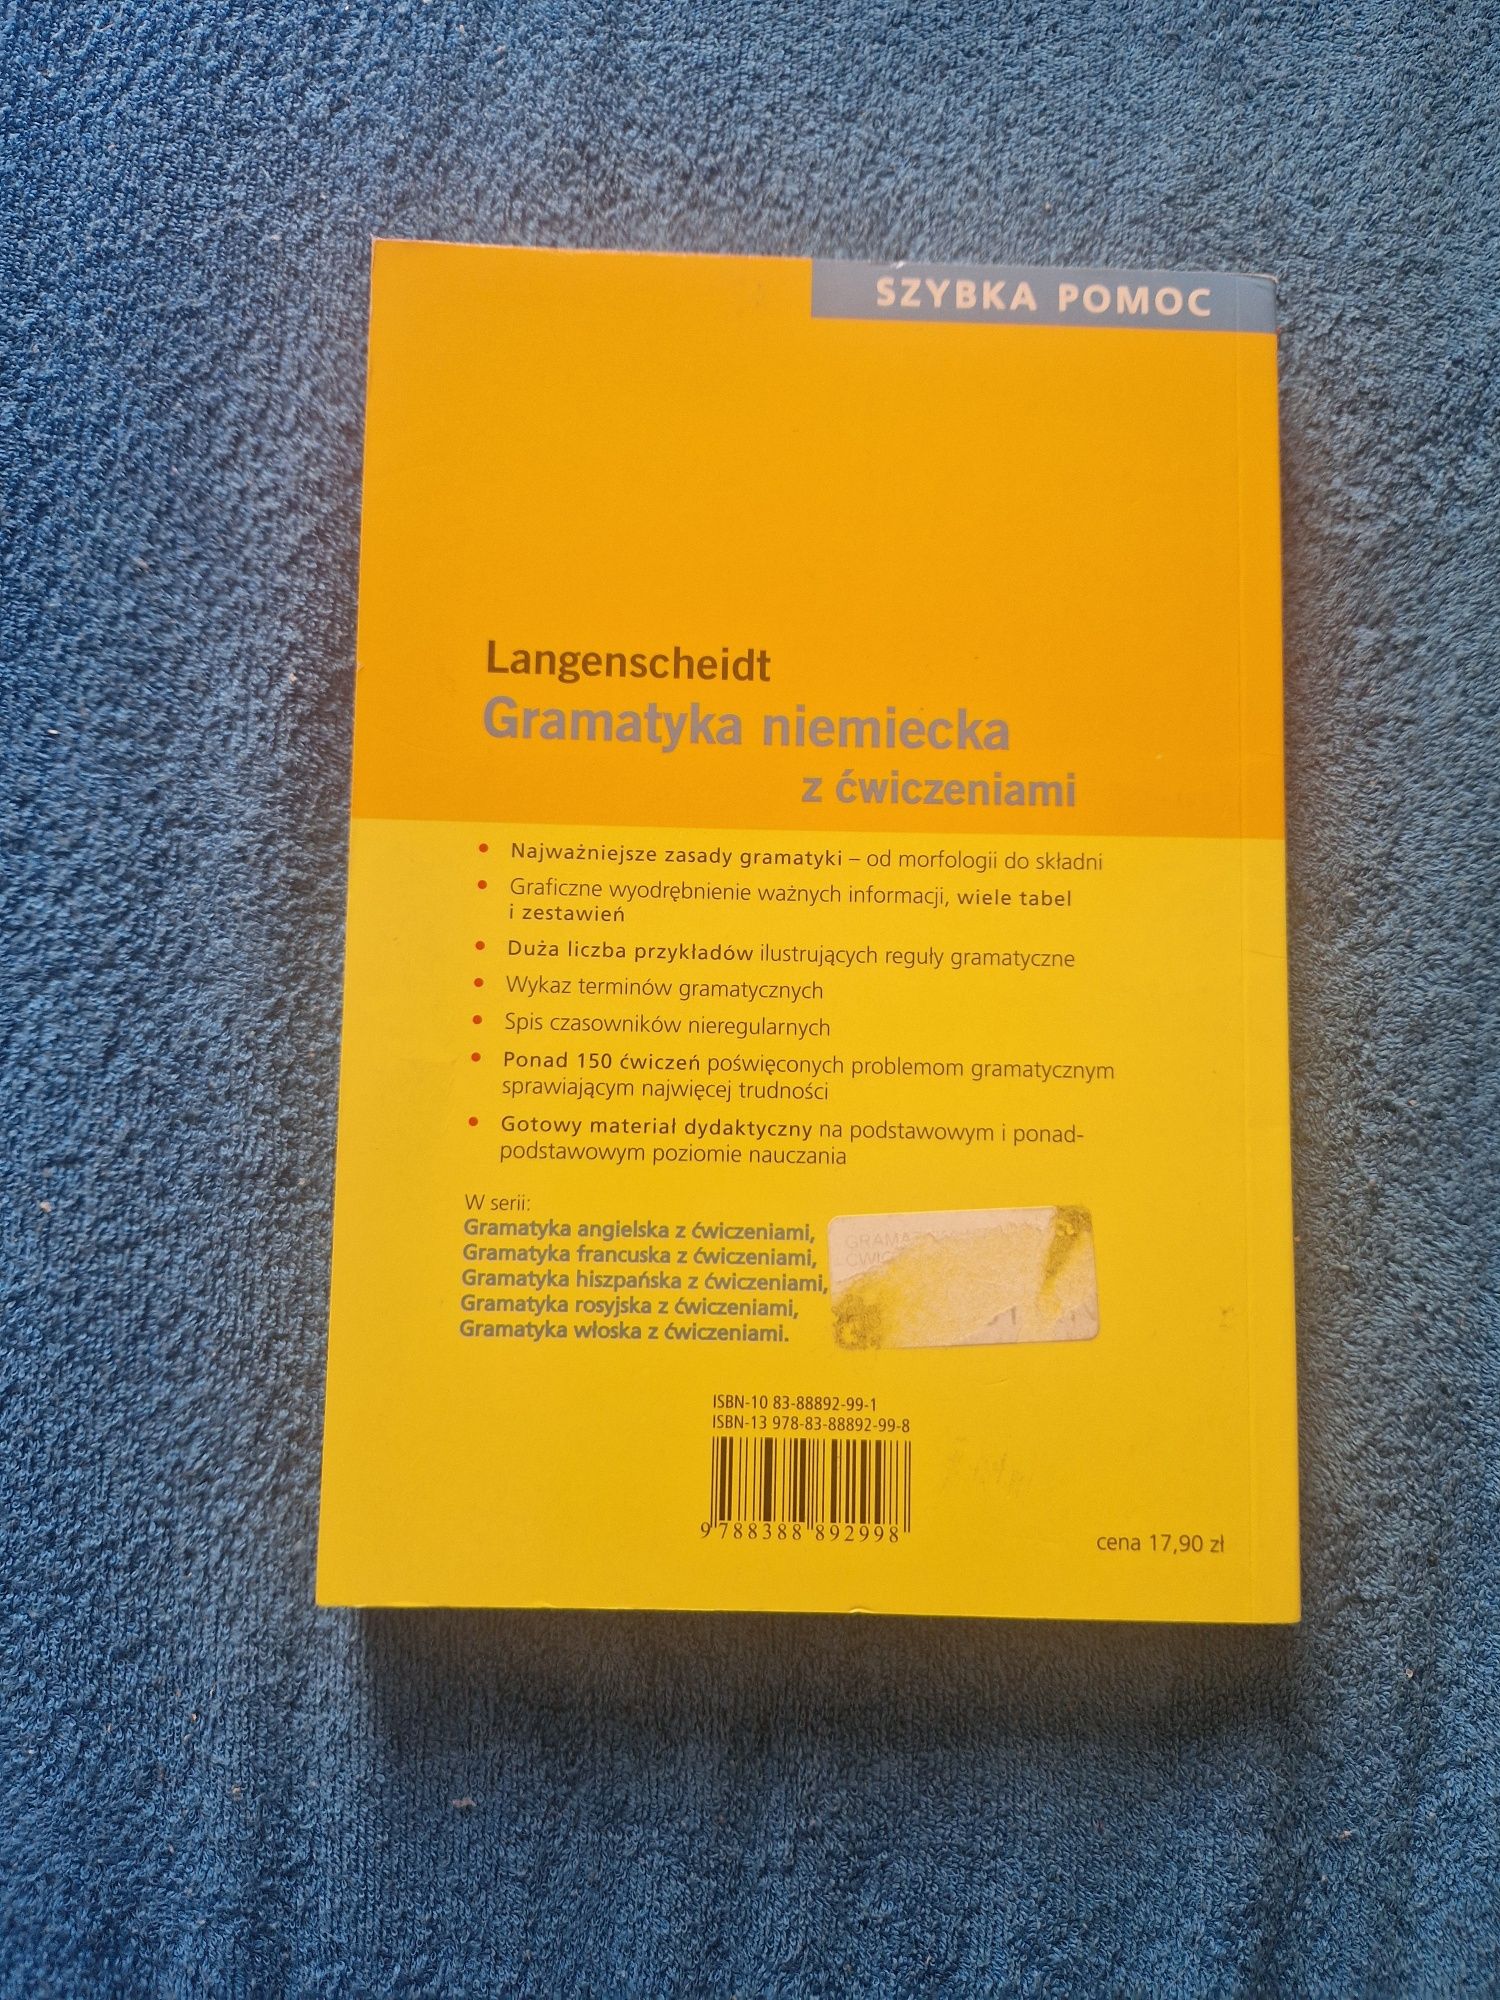 SZYBKA POMOC
Langenscheidt
Gramatyka niemiecka
z ćwiczeniami
• Najważniejsze zasady gramatyki – od morfologii do składni
• Graficzne wyodrębnienie ważnych informacji, wiele tabel
i zestawień
• Duża liczba przykładów ilustrujących reguły gramatyczne
• Wykaz terminów gramatycznych
• Spis czasowników nieregularnych
• Ponad 150 ćwiczeń poświęconych problemom gramatycznym
sprawiającym najwięcej trudności
• Gotowy materiał dydaktyczny na podstawowym i ponad-
podstawowym poziomie nauczania
W serii:
Gramatyka angielska z ćwiczeniami,
Gramatyka francuska z ćwiczeniami,
Gramatyka hiszpańska z ćwiczeniami,
Gramatyka rosyjska z ćwiczeniami,
Gramatyka włoska z ćwiczeniami.
ISBN-10 83-88892-99-1
ISBN-13 978-83-88892-99-8
9 788388 892998
cena 17,90 zł